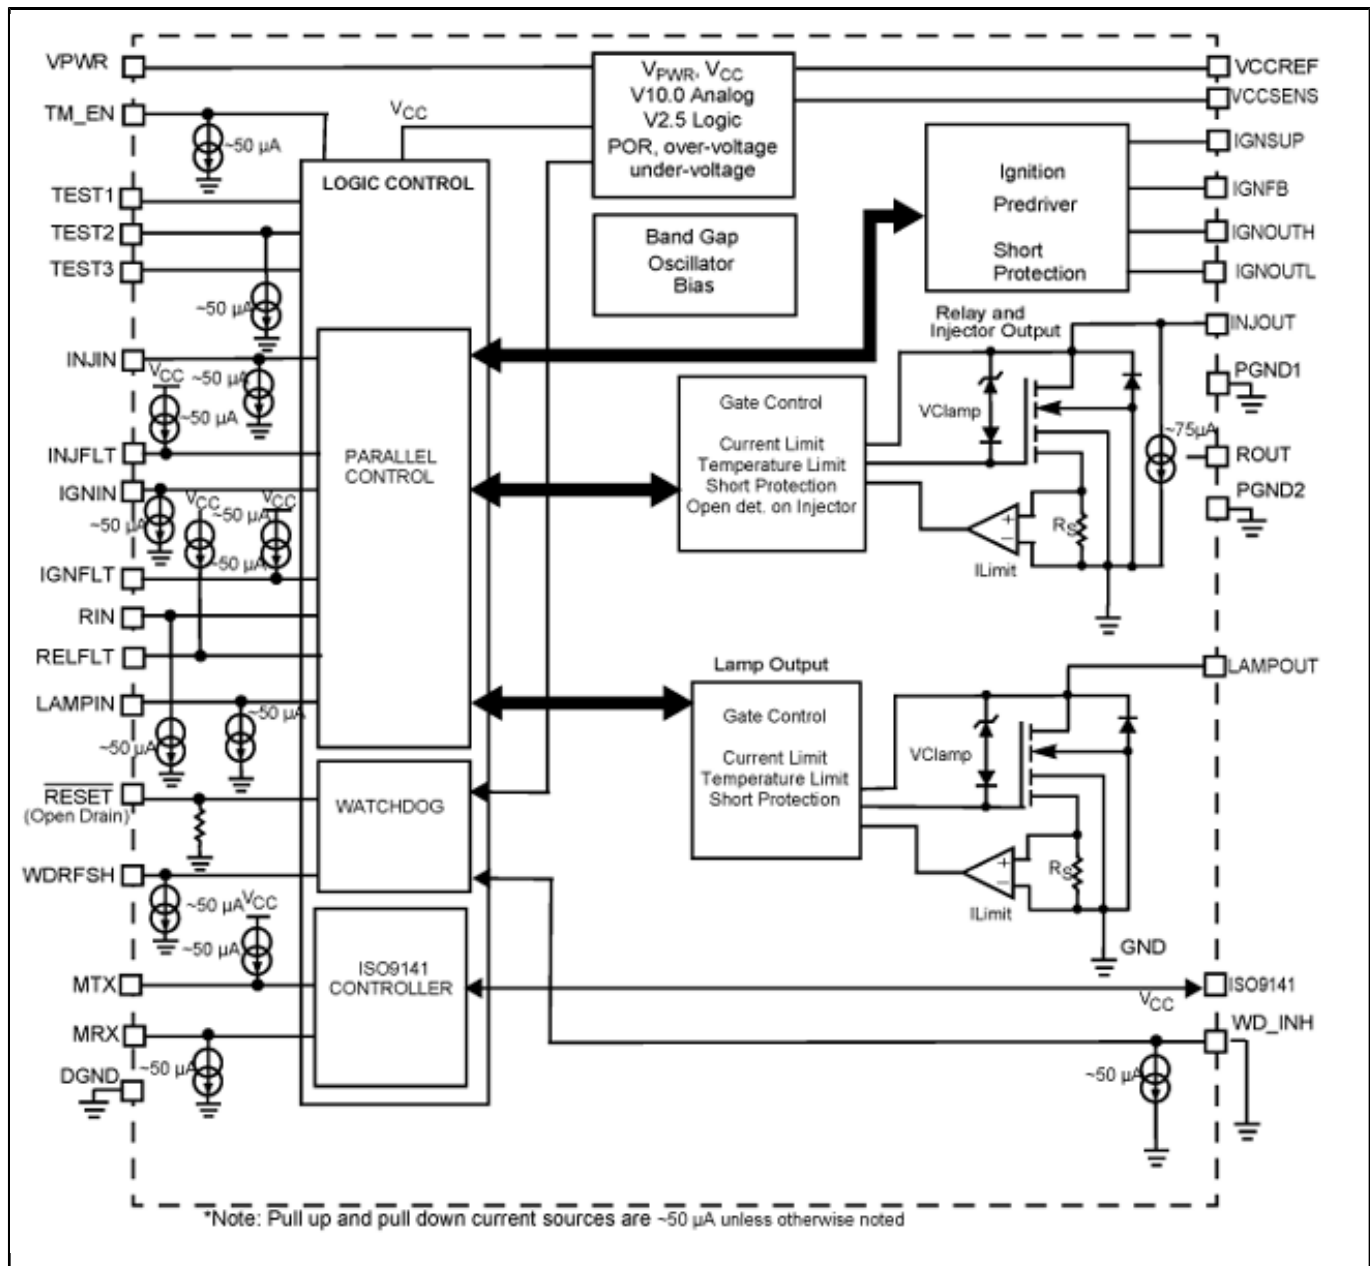 VPWR
TM_EN
~50 µA
TEST1
TEST2
TEST3
~50 µA
INJIN
~50 µA
VCC
~50 µA
INJFLT
IGNIN
~50 µA
VCC
~50 µA
VCC
~50 µA
IGNFLT
RIN
RELFLT
LAMPIN
~50 µA
~50 µA
RESET
(Open Drain)
WDRFSH
~50 µA
VCC
~50 µA
MTX
MRX
~50 µA
DGND
VCC
LOGIC CONTROL
PARALLEL
CONTROL
WATCHDOG
ISO9141
CONTROLLER
VPWR, VCC
V10.0 Analog
V2.5 Logic
POR, over-voltage
under-voltage
Band Gap
Oscillator
Bias
Ignition
Predriver
Short
Protection
Relay and
Injector Output
Gate Control
Current Limit
Temperature Limit
Short Protection
Open det. on Injector
VClamp
+
–
RS
ILimit
~75µA
Lamp Output
Gate Control
Current Limit
Temperature Limit
Short Protection
VClamp
+
–
RS
ILimit
GND
VCC
~50 µA
VCCREF
VCCSENS
IGNSUP
IGNFB
IGNOUTH
IGNOUTL
INJOUT
PGND1
ROUT
PGND2
LAMPOUT
ISO9141
WD_INH
*Note: Pull up and pull down current sources are ~50 µA unless otherwise noted